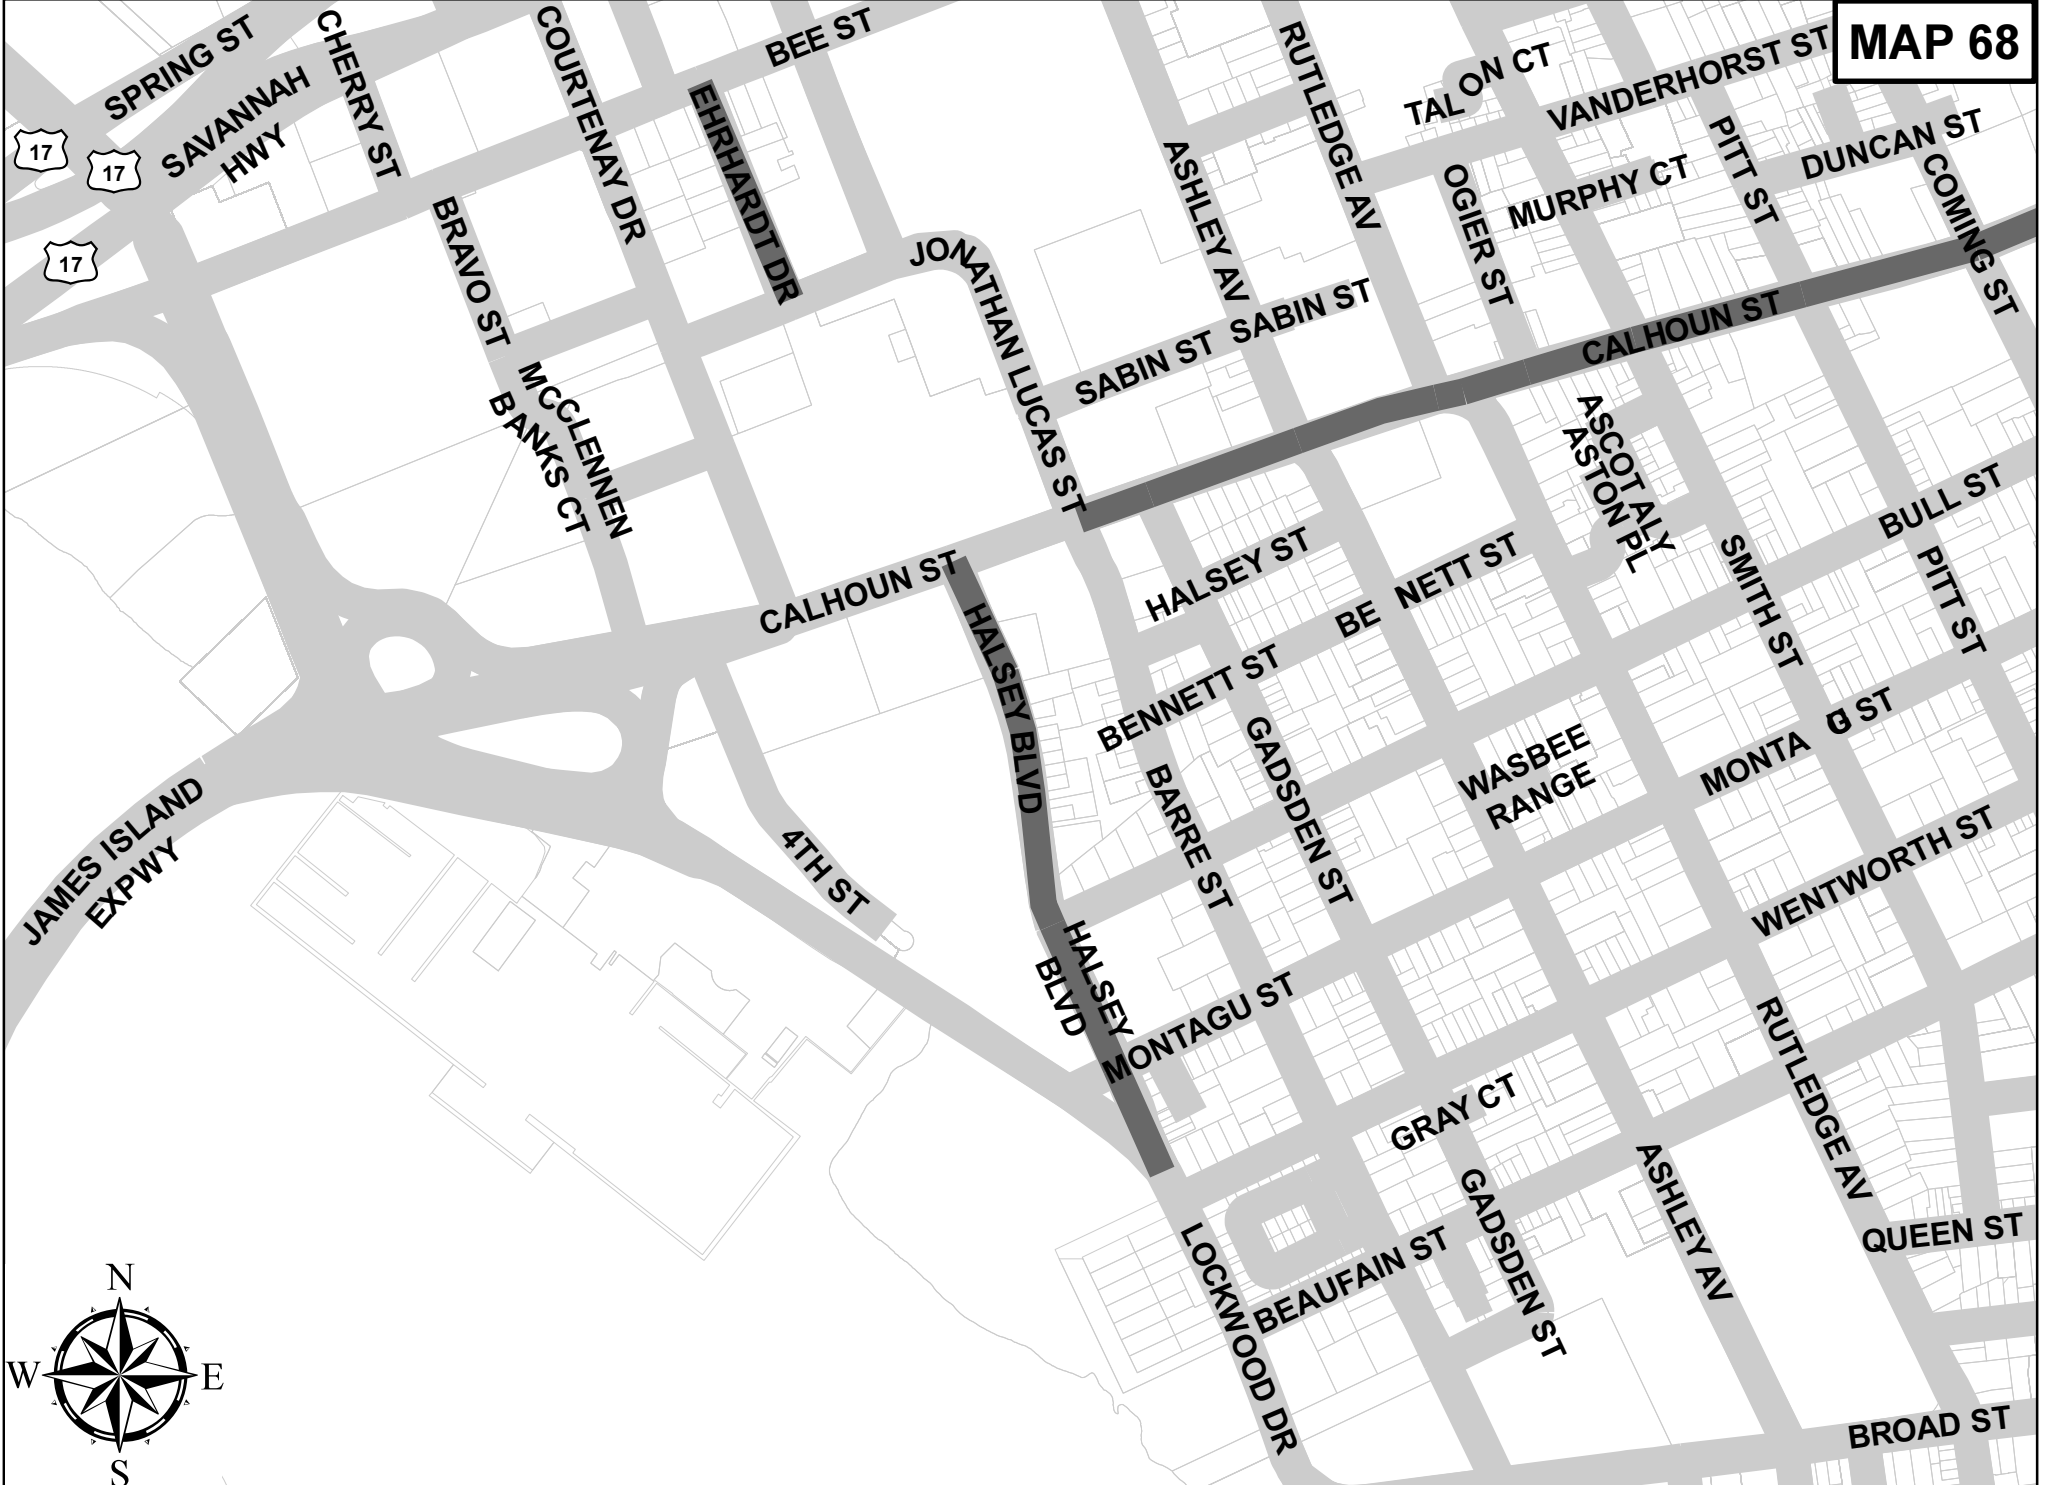 MAP 68
SPRING ST
SAVANNAH
HWY
CHERRY ST
COURTENAY DR
BEE ST
EHRHARDT DR
RUTLEDGE AV
TALON CT
VANDERHORST ST
PITT ST
DUNCAN ST
17
17
17
BRAVO ST
JONATHAN LUCAS ST
ASHLEY AV
OGIER ST
MURPHY CT
COMING ST
SABIN ST
SABIN ST
CALHOUN ST
MCCLENNEN
BANKS CT
ASCOT ALY
ASTON PL
BULL ST
CALHOUN ST
HALSEY ST
BE NETT ST
SMITH ST
PITT ST
HALSEY BLVD
BENNETT ST
GADSDEN ST
WASBEE
RANGE
MONTA G ST
BARRE ST
JAMES ISLAND
EXPWY
4TH ST
WENTWORTH ST
HALSEY
BLVD
MONTAGU ST
RUTLEDGE AV
GRAY CT
GADSDEN ST
ASHLEY AV
QUEEN ST
LOCKWOOD DR
BEAUFAIN ST
BROAD ST
N
W E
S